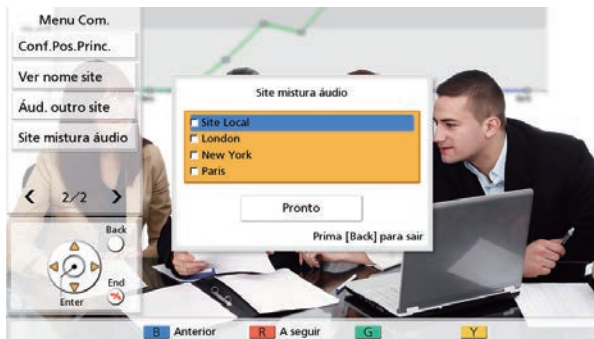 Menu Com.
Conf.Pos.Princ.
Ver nome site
Áud. outro site
Site mistura áudio
2/2
Back
End
Enter
Site mistura áudio
Site Local
London
New York
Paris
Pronto
Prima [Back] para sair
B Anterior R A seguir G Y